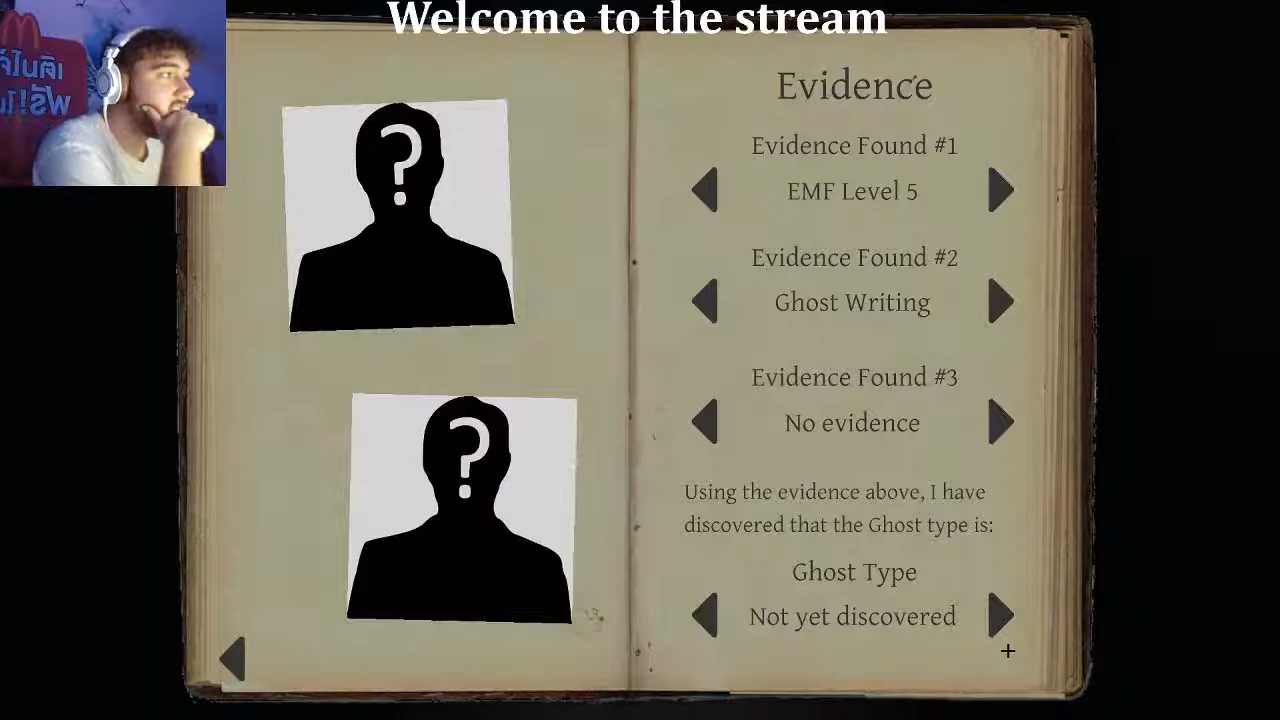 Welcome to the stream
Evidence
Evidence Found #1
EMF Level 5
Evidence Found #2
Ghost Writing
Evidence Found #3
No evidence
Using the evidence above, I have
discovered that the Ghost type is:
Ghost Type
Not yet discovered
?
?